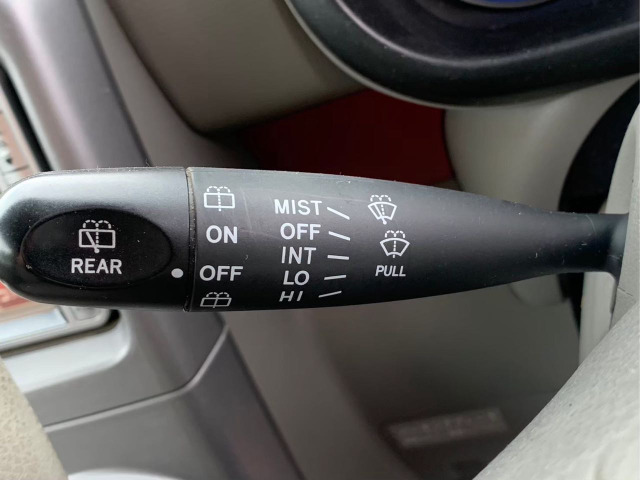 REAR
ON
OFF
MIST
OFF
INT
LO
HI
PULL